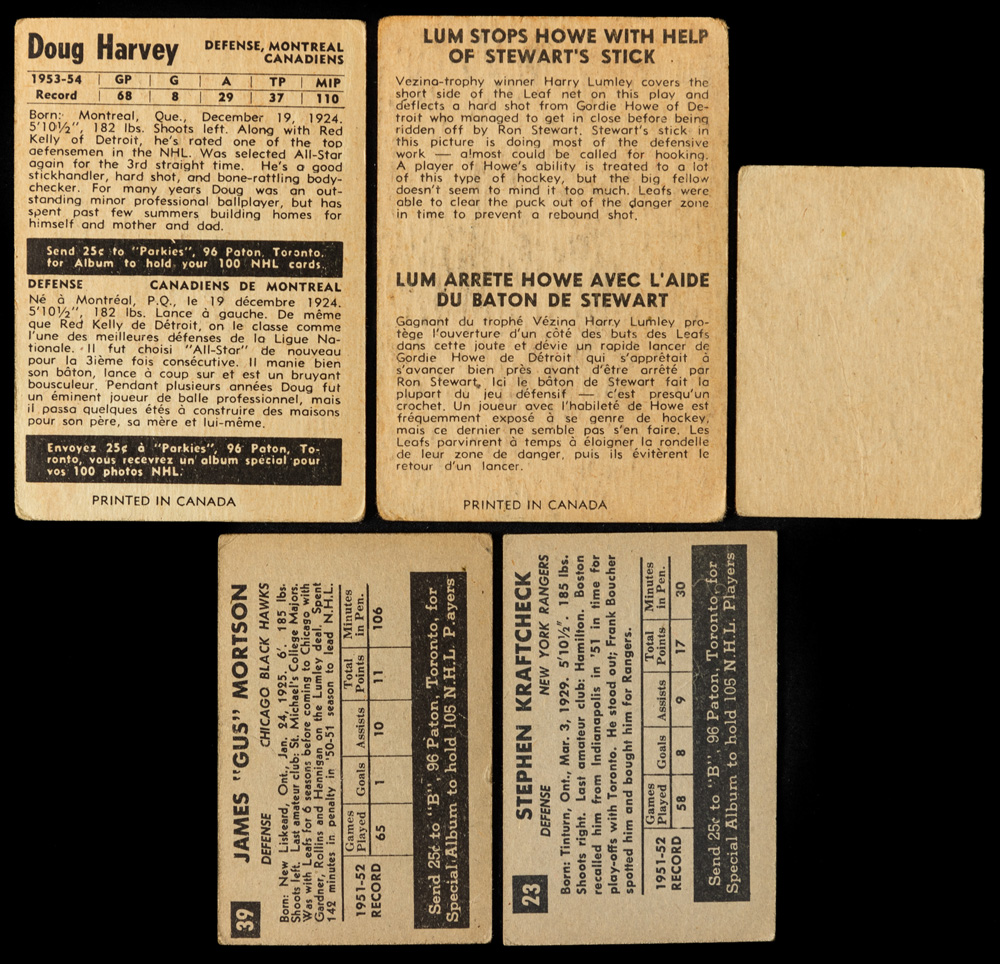 Doug Harvey
DEFENSE, MONTREAL
CANADIENS
1953-54 GP G A TP MIP
Record 68 8 29 37 110
Born: Montreal, Que., December 19, 1924.
5'10½", 182 lbs. Shoots left. Along with Red
Kelly of Detroit, he's rated one of the top
defensemen in the NHL. Was selected All-Star
again for the 3rd straight time. He's a good
stickhandler, hard shot, and bone-rattling body-
checker. For many years Doug was an out-
standing minor professional ballplayer, but has
spent past few summers building homes for
himself and mother and dad.
Send 25¢ to "Parkies", 96 Paton, Toronto,
for Album to hold your 100 NHL cards.
DEFENSE CANADIENS DE MONTREAL
Né à Montréal, P.Q., le 19 décembre 1924.
5'10½", 182 lbs. Lance à gauche. De même
que Red Kelly de Détroit, on le classe comme
l'une des meilleures défenses de la Ligue Na-
tionale. Il fut choisi "All-Star" de nouveau
pour la 3ième fois consécutive. Il manie bien
son bâton, lance à coup sur et est un bruyant
bousculeur. Pendant plusieurs années Doug fut
un éminent joueur de balle professionnel, mais
il passa quelques étés à construire des maisons
pour son père, sa mère et lui-même.
Envoyez 25¢ à "Parkies", 96 Paton, To-
ronto, vous recevrez un album spécial pour
vos 100 photos NHL.
PRINTED IN CANADA
LUM STOPS HOWE WITH HELP
OF STEWART'S STICK
Vezina-trophy winner Harry Lumley covers the
short side of the Leaf net on this play and
deflects a hard shot from Gordie Howe of De-
troit who managed to get in close before being
ridden off by Ron Stewart. Stewart's stick in
this picture is doing most of the defensive
work — almost could be called for hooking.
A player of Howe's ability is treated to a lot
of this type of hockey, but the big fellow
doesn't seem to mind it too much. Leafs were
able to clear the puck out of the danger zone
in time to prevent a rebound shot.
LUM ARRETE HOWE AVEC L'AIDE
DU BATON DE STEWART
Gagnant du trophé Vézina Harry Lumley pro-
tège l'ouverture d'un côté des buts des Leafs
dans cette joute et dévie un rapide lancer de
Gordie Howe de Détroit qui s'apprêtait à
s'avancer bien près avant d'être arrêté par
Ron Stewart. Ici le bâton de Stewart fait la
plupart du jeu défensif — c'est presqu'un
crochet. Un joueur avec l'habileté de Howe est
fréquemment exposé à se genre de hockey,
mais ce dernier ne semble pas s'en faire. Les
Leafs parvinrent à temps à éloigner la rondelle
de leur zone de danger, puis ils évitèrent le
retour d'un lancer.
PRINTED IN CANADA
39
JAMES "GUS" MORTSON
DEFENSE CHICAGO BLACK HAWKS
Born: New Liskeard, Ont., Jan. 24, 1925. 6'. 185 lbs.
Shoots left. Last amateur club: St. Michael's College Majors.
Was with Leafs for 6 seasons before coming to Chicago with
Gardner, Rollins and Hannigan on the Lumley deal. Spent
142 minutes in penalty in '50-51 season to lead N.H.L.
1951-52 RECORD
Games Played Goals Assists Total Points Minutes in Pen.
65 1 10 11 106
Send 25¢ to "B", 96 Paton, Toronto, for
Special Album to hold 105 N.H.L. P ayers
23
STEPHEN KRAFTCHECK
DEFENSE NEW YORK RANGERS
Born: Tinturn, Ont., Mar. 3, 1929. 5'10½". 185 lbs.
Shoots right. Last amateur club: Hamilton. Boston
recalled him from Indianapolis in '51 in time for
play-offs with Toronto. He stood out; Frank Boucher
spotted him and bought him for Rangers.
1951-52 RECORD
Games Played Goals Assists Total Points Minutes in Pen.
58 8 9 17 30
Send 25¢ to "B", 96 Paton, Toronto, for
Special Album to hold 105 N.H.L. Players